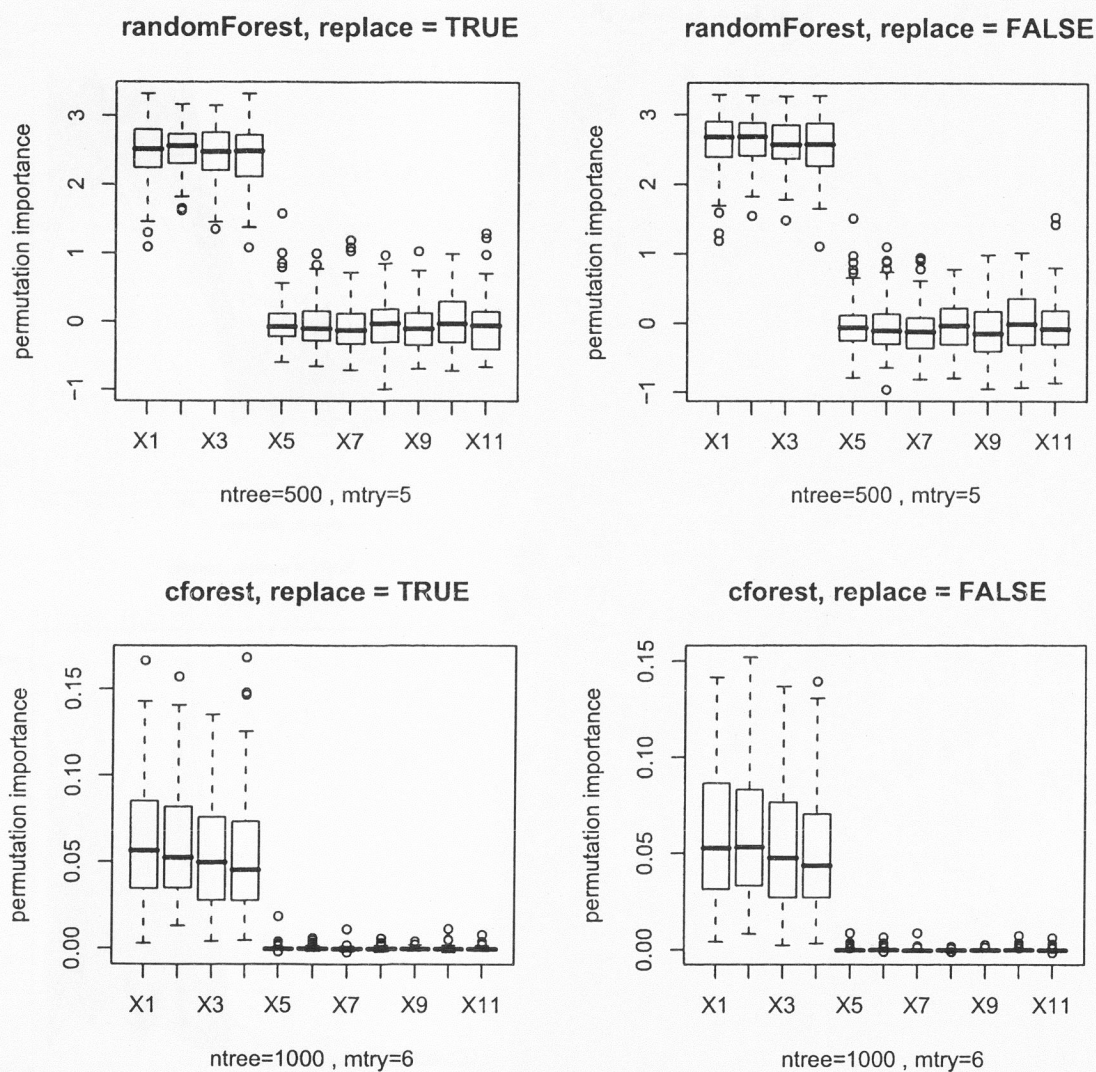 randomForest, replace = TRUE
permutation importance
3
2
1
0
−1
X1 X3 X5 X7 X9 X11
ntree=500 , mtry=5
randomForest, replace = FALSE
permutation importance
3
2
1
0
−1
X1 X3 X5 X7 X9 X11
ntree=500 , mtry=5
cforest, replace = TRUE
permutation importance
0.15
0.10
0.05
0.00
X1 X3 X5 X7 X9 X11
ntree=1000 , mtry=6
cforest, replace = FALSE
permutation importance
0.15
0.10
0.05
0.00
X1 X3 X5 X7 X9 X11
ntree=1000 , mtry=6